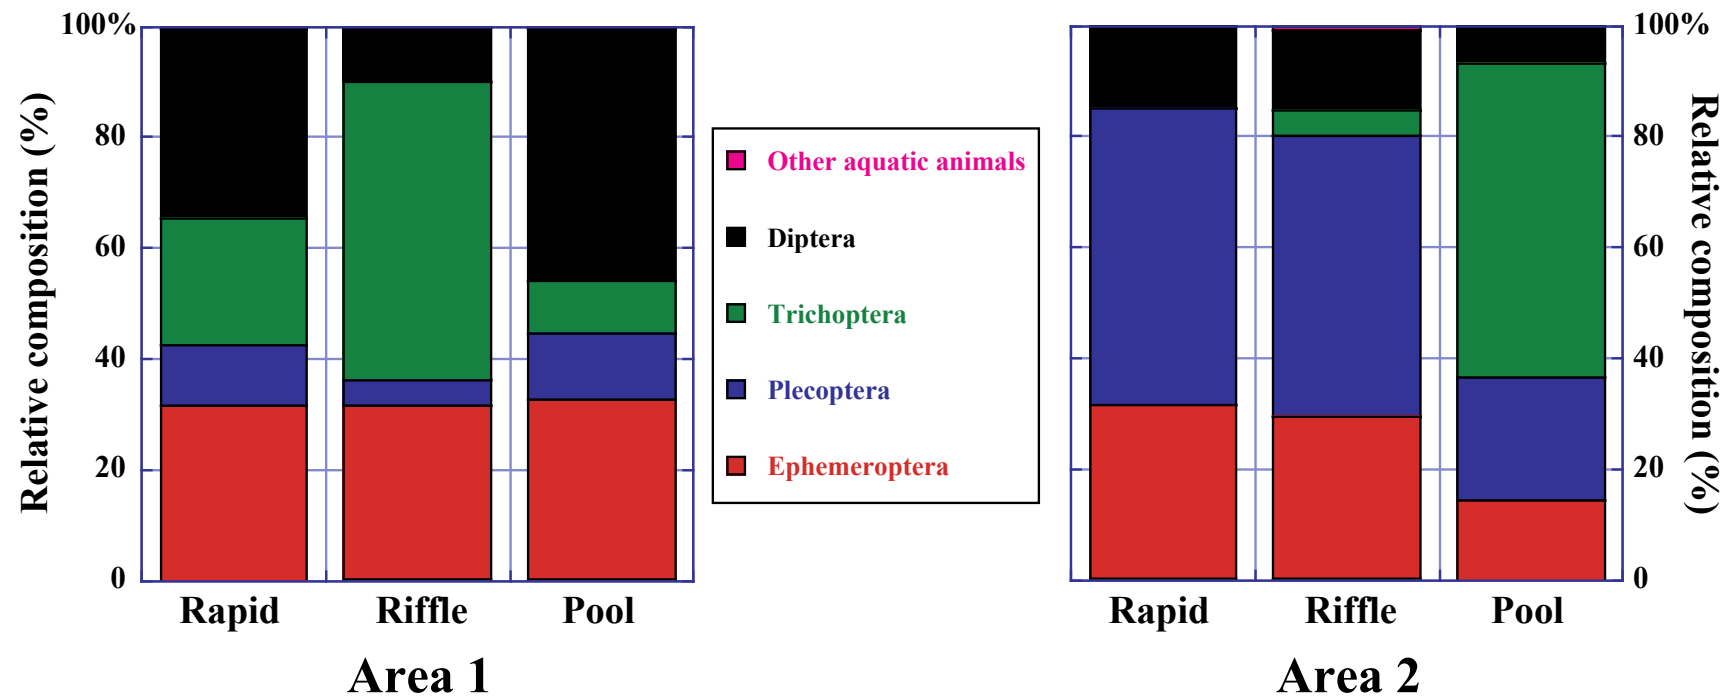 100%
80
60
40
20
0
Relative composition (%)
Rapid
Riffle
Pool
Area 1
Other aquatic animals
Diptera
Trichoptera
Plecoptera
Ephemeroptera
100%
80
60
40
20
0
Relative composition (%)
Rapid
Riffle
Pool
Area 2